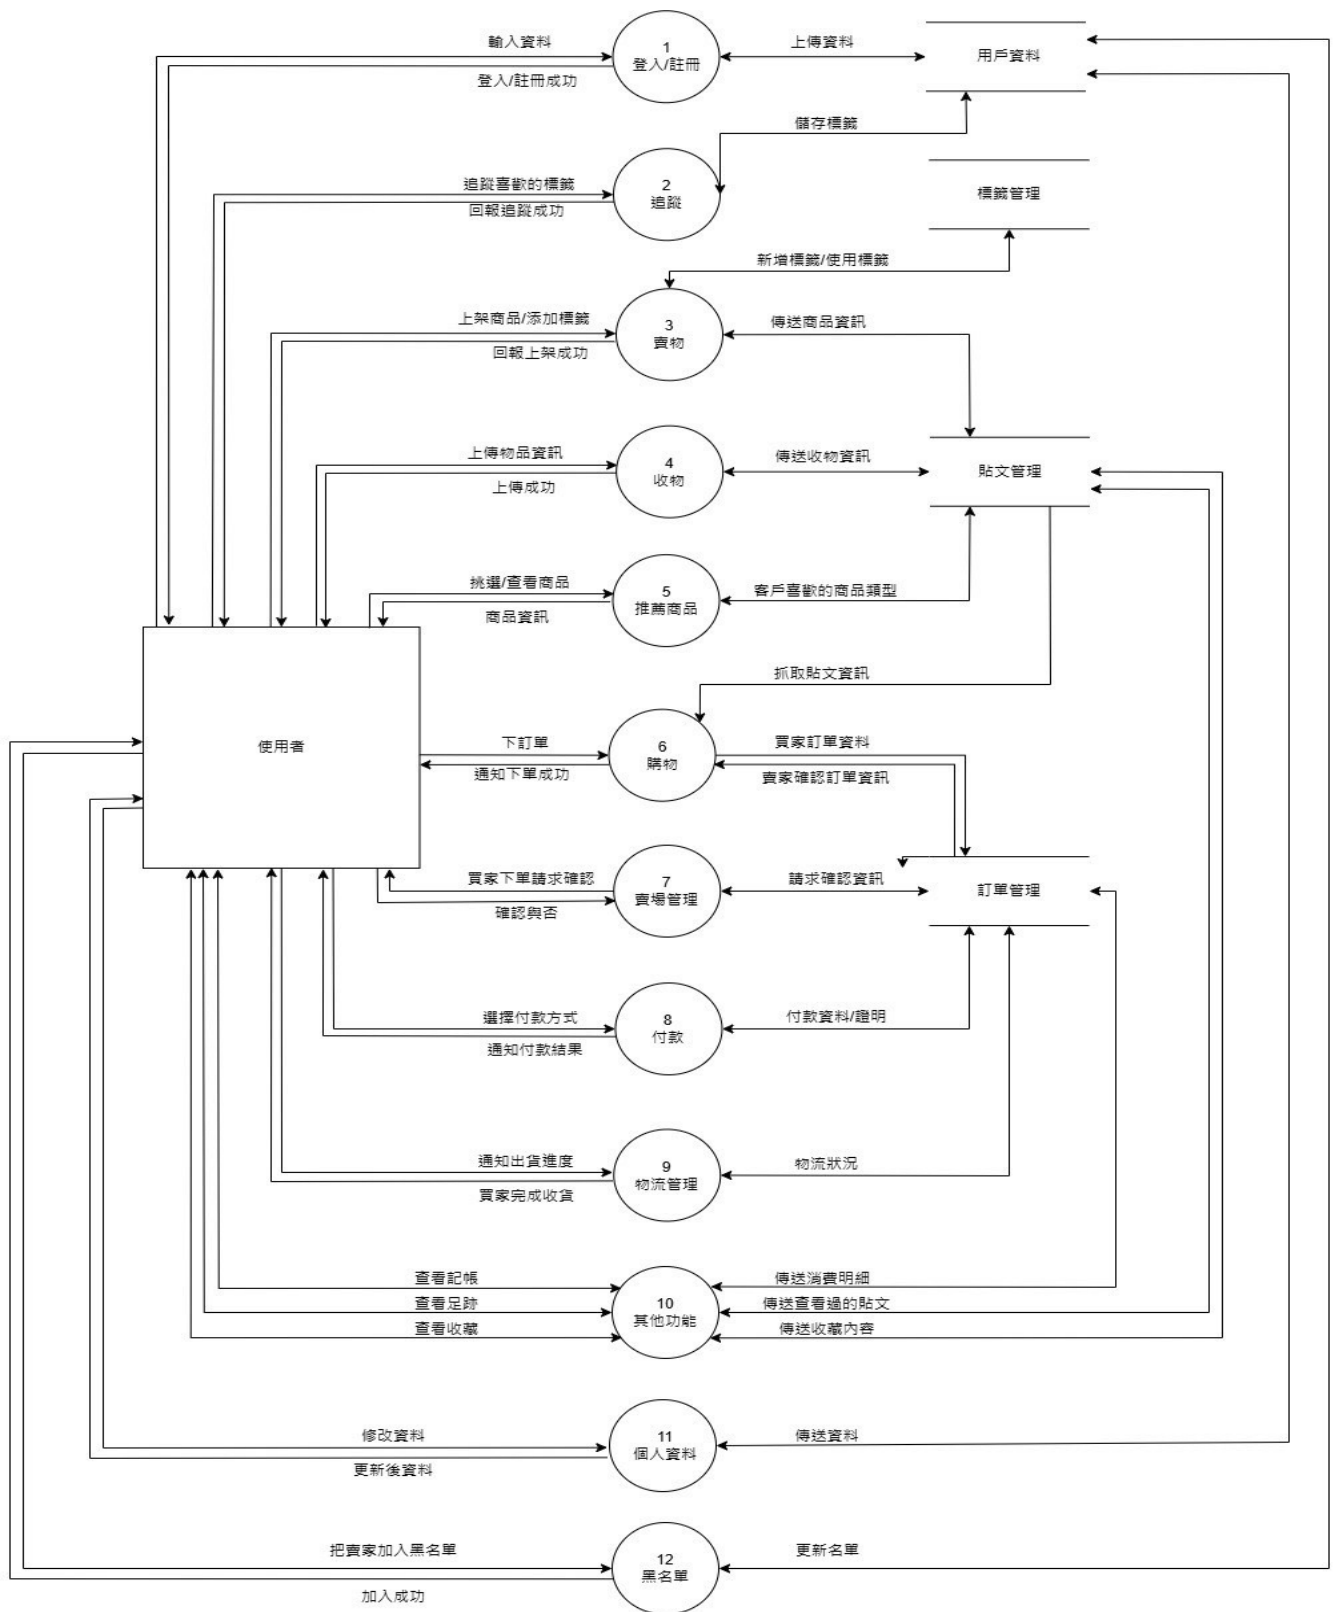 輸入資料
1
登入/註冊
上傳資料
用戶資料
登入/註冊成功
儲存標籤
追蹤喜歡的標籤
2
追蹤
標籤管理
回報追蹤成功
新增標籤/使用標籤
上架商品/添加標籤
3
賣物
傳送商品資訊
回報上架成功
上傳物品資訊
4
收物
傳送收物資訊
貼文管理
上傳成功
挑選/查看商品
5
推薦商品
客戶喜歡的商品類型
商品資訊
抓取貼文資訊
使用者
下訂單
6
購物
買家訂單資料
通知下單成功
賣家確認訂單資訊
買家下單請求確認
7
賣場管理
請求確認資訊
訂單管理
確認與否
選擇付款方式
8
付款
付款資料/證明
通知付款結果
通知出貨進度
9
物流管理
物流狀況
買家完成收貨
查看記帳
傳送消費明細
查看足跡
10
其他功能
傳送查看過的貼文
查看收藏
傳送收藏內容
修改資料
11
個人資料
傳送資料
更新後資料
把賣家加入黑名單
12
黑名單
更新名單
加入成功